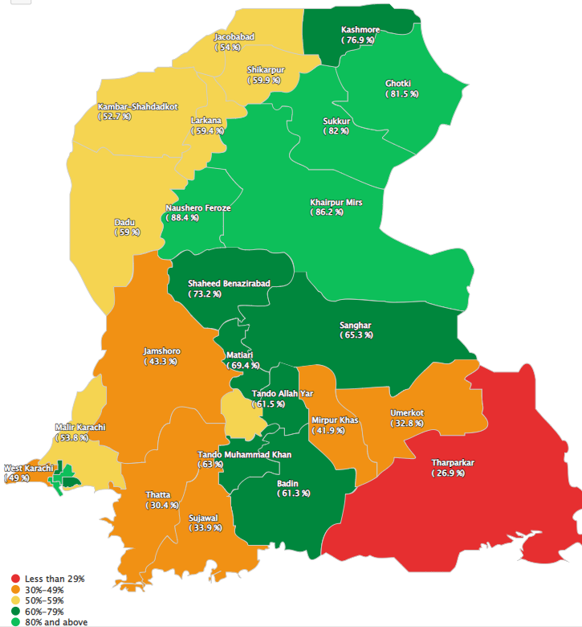 Kashmore
( 76.9 %)
Jacobabad
( 54 %)
Shikarpur
( 59.9 %)
Ghotki
( 81.5 %)
Kambar-Shahdadkot
( 52.7 %)
Larkana
( 59.4 %)
Sukkur
( 82 %)
Naushero Feroze
( 88.4 %)
Khairpur Mirs
( 86.2 %)
Dadu
( 59 %)
Shaheed Benazirabad
( 73.2 %)
Sanghar
( 65.3 %)
Jamshoro
( 43.3 %)
Matiari
( 69.4 %)
Tando Allah Yar
( 61.5 %)
Mirpur Khas
( 41.9 %)
Umerkot
( 32.8 %)
Malir Karachi
( 53.8 %)
Tando Muhammad Khan
( 63 %)
West Karachi
( 49 %)
Tharparkar
( 26.9 %)
Badin
( 61.3 %)
Thatta
( 30.4 %)
Sujawal
( 33.9 %)
Less than 29%
30%-49%
50%-59%
60%-79%
80% and above